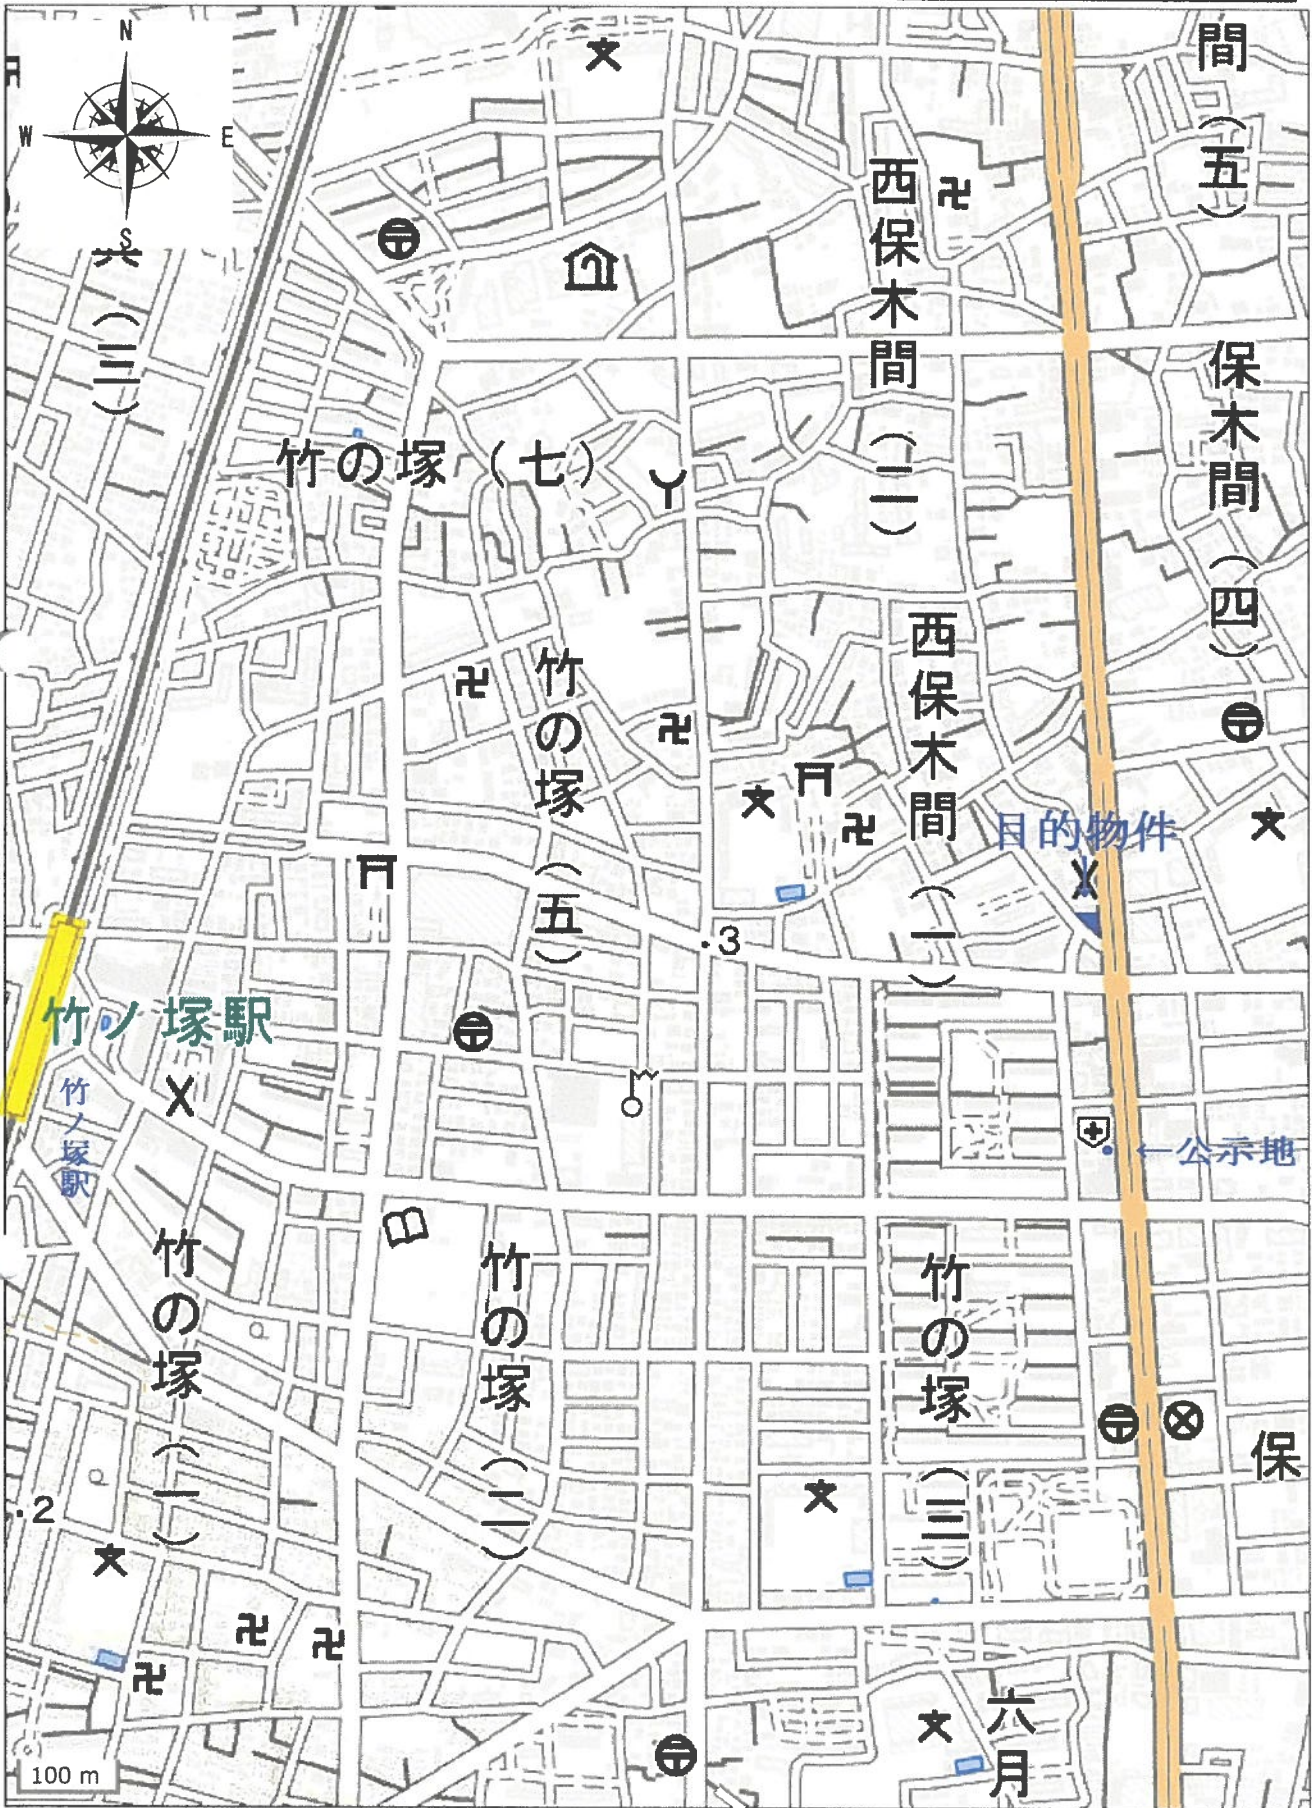 N
W
E
S
間（五）
西保木間（二）
興（三）
保木間（四）
竹の塚（七）
西保木間（一）
竹の塚（五）
目的物件
3
竹ノ塚駅
竹ノ塚駅
←公示地
竹の塚（一）
竹の塚（二）
竹の塚（三）
保
2
六月
100 m